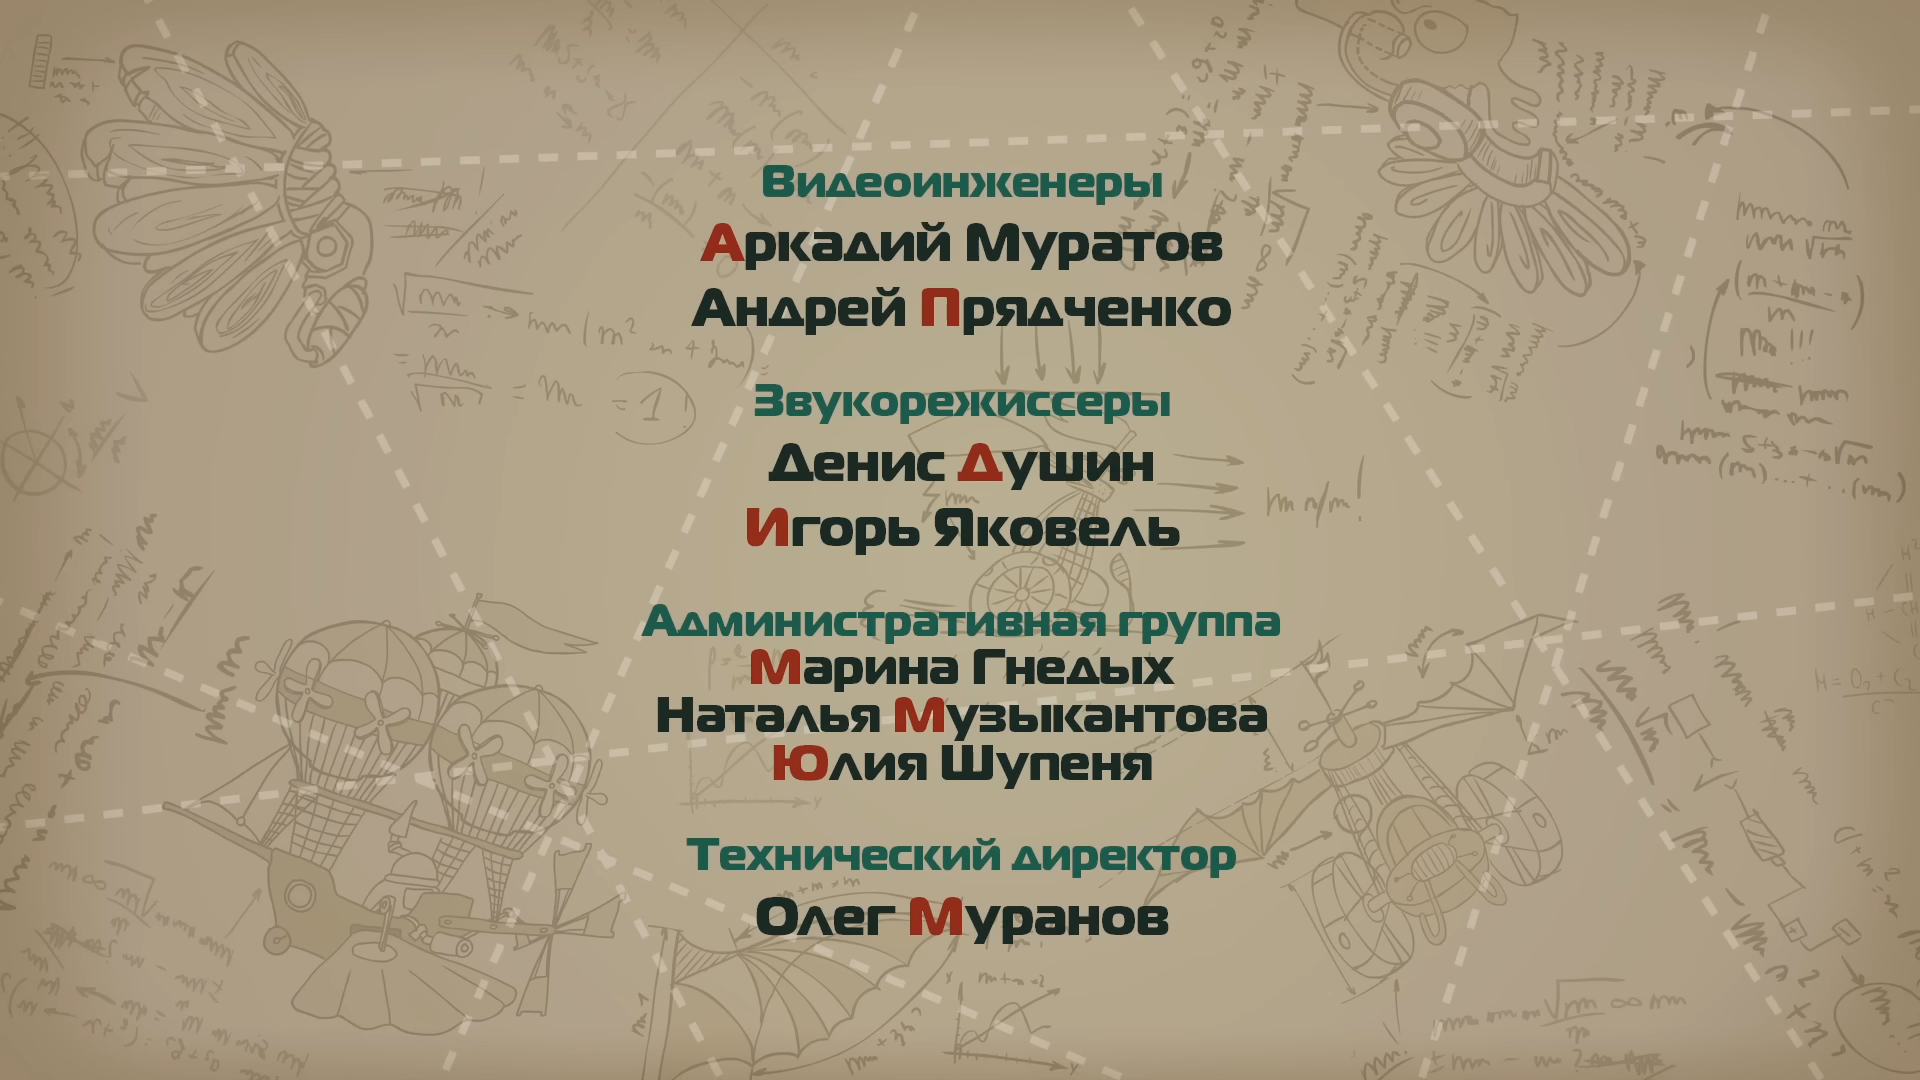 Видеоинженеры
Аркадий Муратов
Андрей Прядченко
Звукорежиссеры
Денис Душин
Игорь Яковель
Административная группа
Марина Гнедых
Наталья Музыкантова
Юлия Шупеня
Технический директор
Олег Муранов